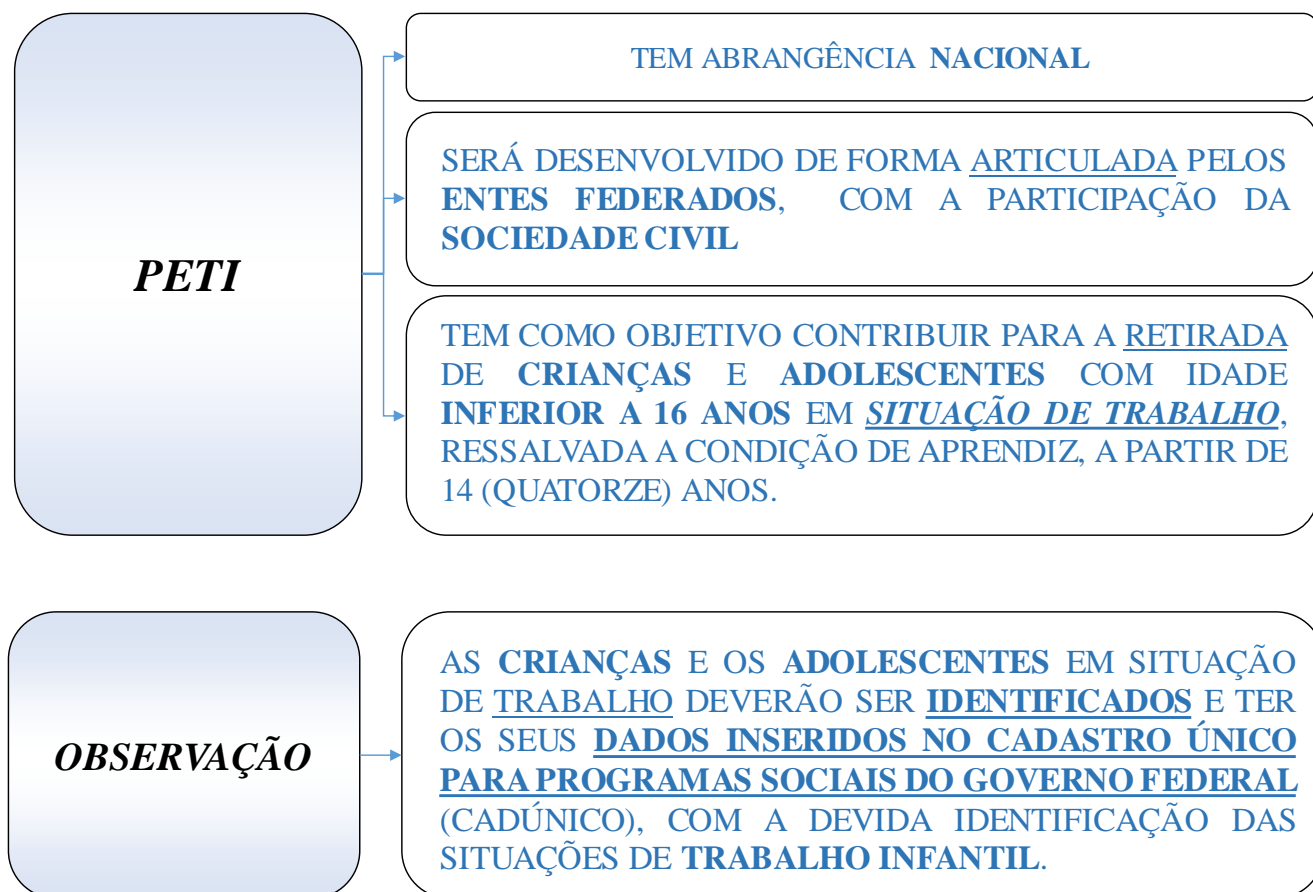 PETI
TEM ABRANGÊNCIA NACIONAL
SERÁ DESENVOLVIDO DE FORMA ARTICULADA PELOS
ENTES FEDERADOS, COM A PARTICIPAÇÃO DA
SOCIEDADE CIVIL
TEM COMO OBJETIVO CONTRIBUIR PARA A RETIRADA
DE CRIANÇAS E ADOLESCENTES COM IDADE
INFERIOR A 16 ANOS EM SITUAÇÃO DE TRABALHO,
RESSALVADA A CONDIÇÃO DE APRENDIZ, A PARTIR DE
14 (QUATORZE) ANOS.
OBSERVAÇÃO
AS CRIANÇAS E OS ADOLESCENTES EM SITUAÇÃO
DE TRABALHO DEVERÃO SER IDENTIFICADOS E TER
OS SEUS DADOS INSERIDOS NO CADASTRO ÚNICO
PARA PROGRAMAS SOCIAIS DO GOVERNO FEDERAL
(CADÚNICO), COM A DEVIDA IDENTIFICAÇÃO DAS
SITUAÇÕES DE TRABALHO INFANTIL.